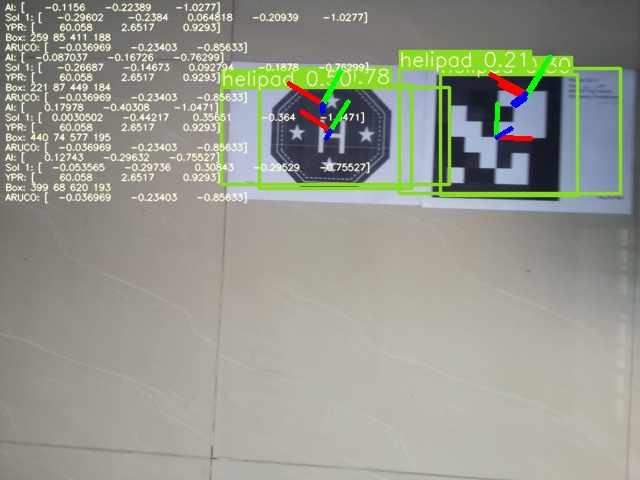 AI: [ -0.1156 -0.22389 -1.0277]
Sol 1: [ -0.29602 -0.2384 0.064818 -0.20939 -1.0277]
YPR: [ 60.058 2.6517 0.9293]
Box: 259 85 411 188
ARUCO: [ -0.036969 -0.23403 -0.85633]
AI: [ -0.087037 -0.16726 -0.76299]
Sol 1: [ -0.26687 -0.14673 0.092794 -0.1878 -0.76299]
YPR: [ 60.058 2.6517 0.9293]
Box: 221 87 449 184
ARUCO: [ -0.036969 -0.23403 -0.85633]
AI: [ 0.17978 -0.40308 -1.0471]
Sol 1: [ 0.0030502 -0.44217 0.35651 -0.364 -1.0471]
YPR: [ 60.058 2.6517 0.9293]
Box: 440 74 577 195
ARUCO: [ -0.036969 -0.23403 -0.85633]
AI: [ 0.12743 -0.29632 -0.75527]
Sol 1: [ -0.053565 -0.29736 0.30843 -0.29529 -0.75527]
YPR: [ 60.058 2.6517 0.9293]
Box: 399 68 620 193
ARUCO: [ -0.036969 -0.23403 -0.85633]
helipad 0.21
helipad
helipad
H